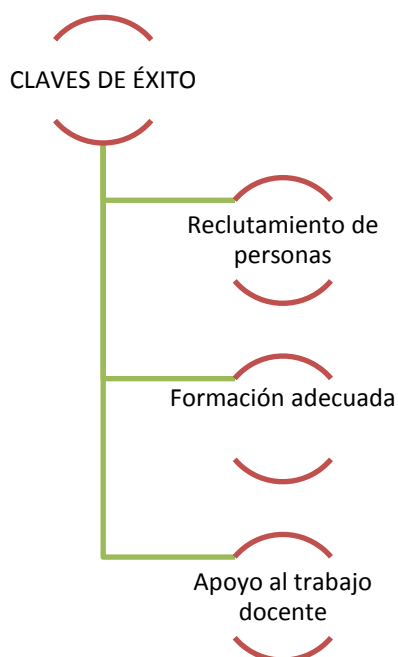 CLAVES DE ÉXITO
Reclutamiento de
personas
Formación adecuada
Apoyo al trabajo
docente